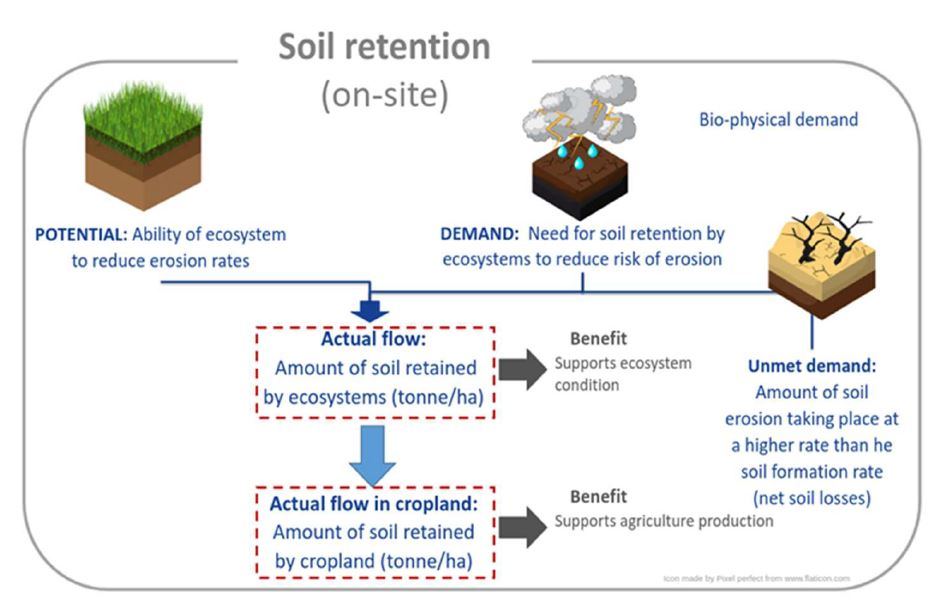 Soil retention
(on-site)
Bio-physical demand
POTENTIAL: Ability of ecosystem
to reduce erosion rates
DEMAND: Need for soil retention by
ecosystems to reduce risk of erosion
Actual flow:
Amount of soil retained
by ecosystems (tonne/ha)
Benefit
Supports ecosystem
condition
Unmet demand:
Amount of soil
erosion taking place at
a higher rate than he
soil formation rate
(net soil losses)
Actual flow in cropland:
Amount of soil retained
by cropland (tonne/ha)
Benefit
Supports agriculture production
Icon made by Pixel perfect from www.flaticon.com